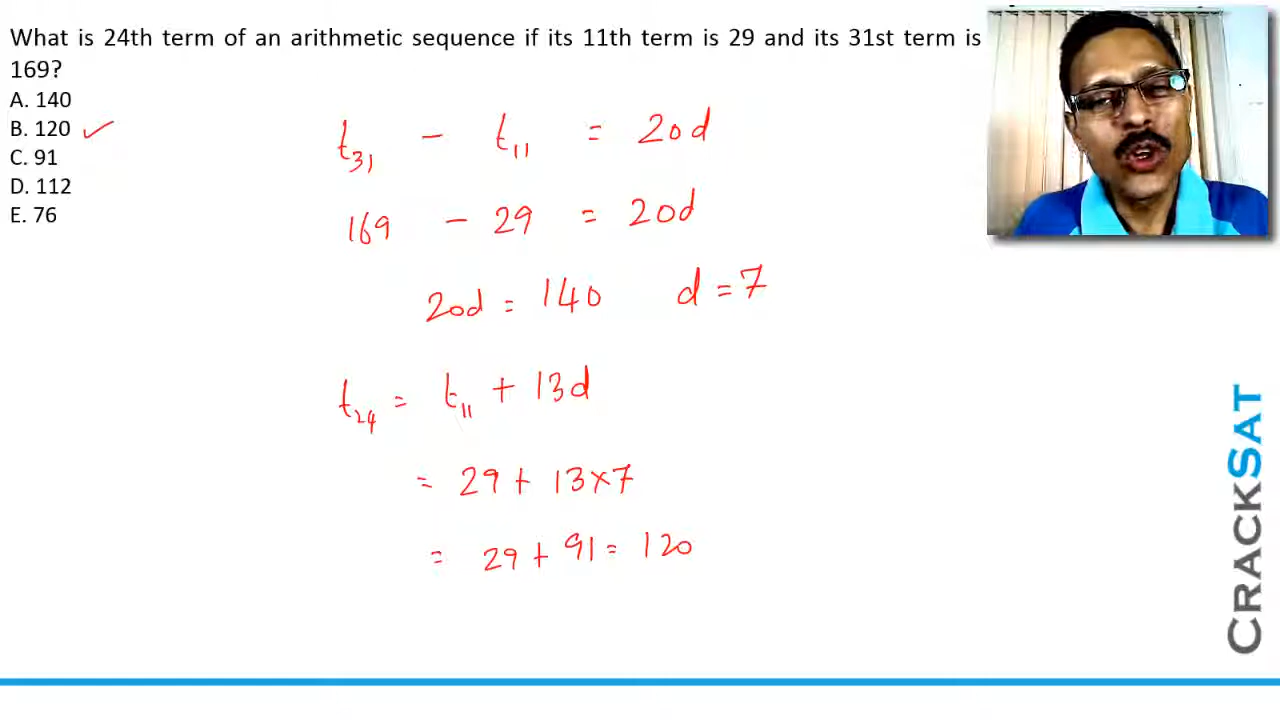 What is 24th term of an arithmetic sequence if its 11th term is 29 and its 31st term is
169?
A. 140
B. 120 ✓
C. 91
D. 112
E. 76
t₃₁ - t₁₁ = 20d
169 - 29 = 20d
20d = 140 d = 7
t₂₄ = t₁₁ + 13d
= 29 + 13×7
= 29 + 91 = 120
CRACKSAT